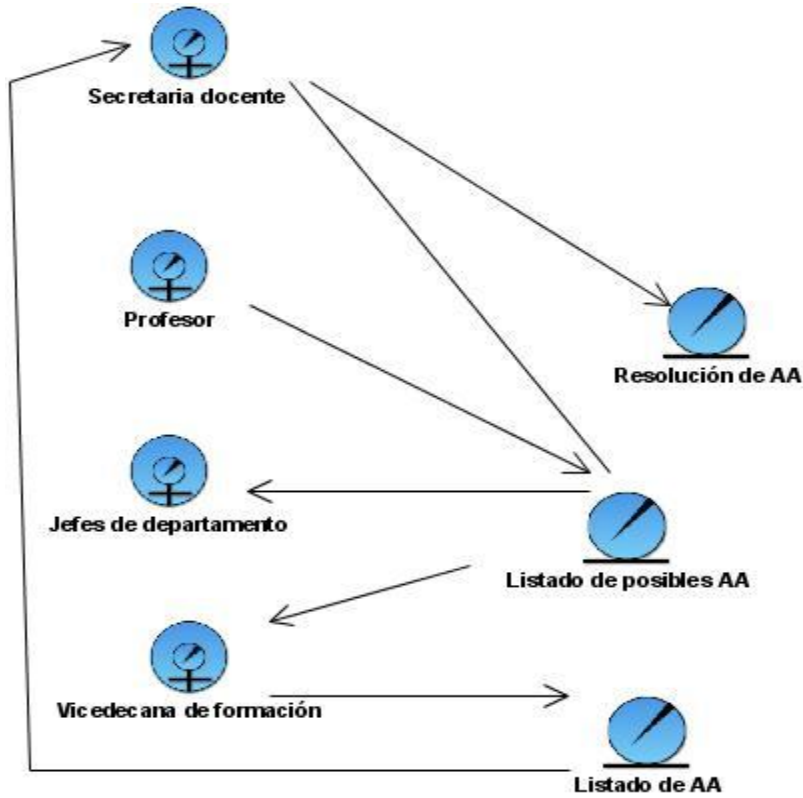 Secretaria docente
Profesor
Resolución de AA
Jefes de departamento
Listado de posibles AA
Vicedecana de formación
Listado de AA